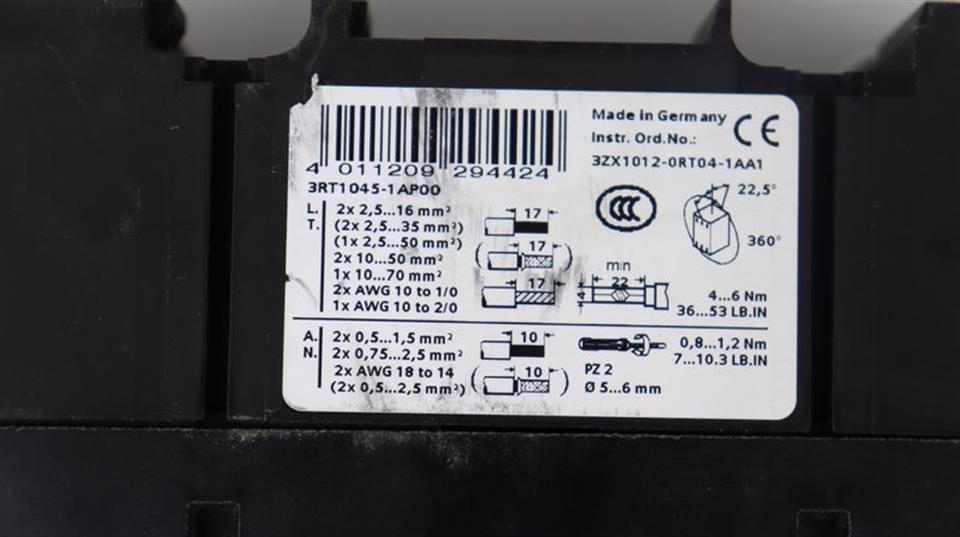 Made in Germany
Instr. Ord.No.:
3ZX1012-0RT04-1AA1
CE
4 011209 294424
3RT1045-1AP00
CCC
22,5°
360°
L. 2x 2,5...16 mm²
T. (2x 2,5...35 mm²)
(1x 2,5...50 mm²)
2x 10...50 mm²
1x 10...70 mm²
2x AWG 10 to 1/0
1x AWG 10 to 2/0
17
( 17 )
17
min
22
4
4...6 Nm
36...53 LB.IN
A. 2x 0,5...1,5 mm²
N. 2x 0,75...2,5 mm²
2x AWG 18 to 14
(2x 0,5...2,5 mm²)
10
( 10 )
PZ 2
Ø 5...6 mm
0,8...1,2 Nm
7...10.3 LB.IN